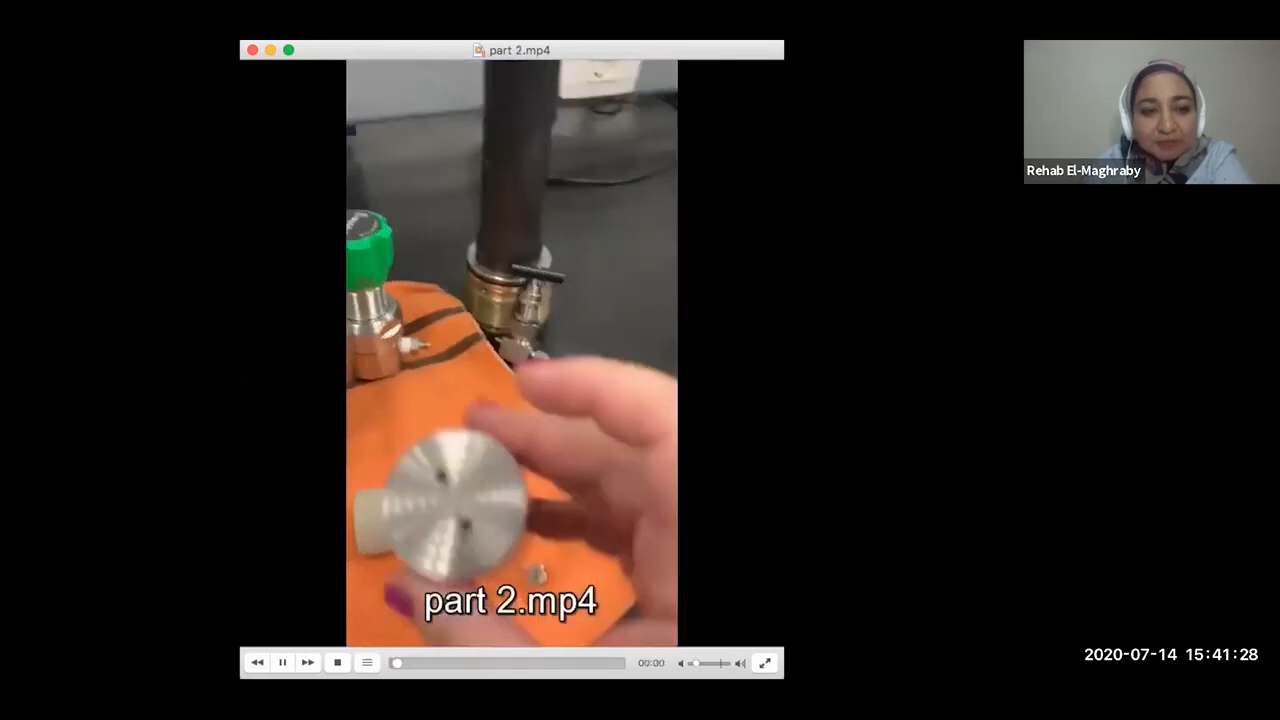 part 2.mp4
Rehab El-Maghraby
part 2.mp4
00:00
2020-07-14 15:41:28